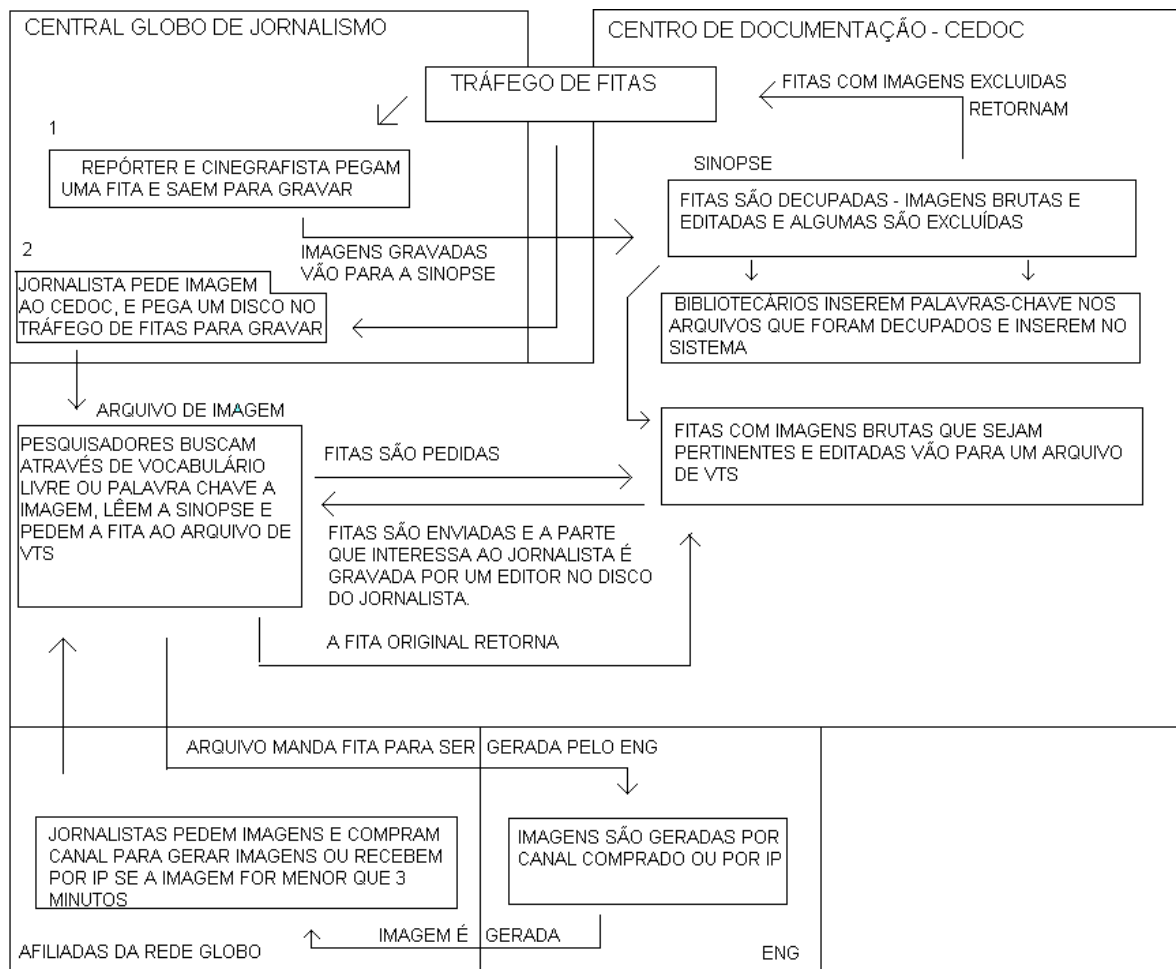 CENTRAL GLOBO DE JORNALISMO
CENTRO DE DOCUMENTAÇÃO - CEDOC
TRÁFEGO DE FITAS
FITAS COM IMAGENS EXCLUIDAS
RETORNAM
1
REPÓRTER E CINEGRAFISTA PEGAM
UMA FITA E SAEM PARA GRAVAR
SINOPSE
FITAS SÃO DECUPADAS - IMAGENS BRUTAS E
EDITADAS E ALGUMAS SÃO EXCLUÍDAS
IMAGENS GRAVADAS
VÃO PARA A SINOPSE
2
JORNALISTA PEDE IMAGEM
AO CEDOC, E PEGA UM DISCO NO
TRÁFEGO DE FITAS PARA GRAVAR
BIBLIOTECÁRIOS INSEREM PALAVRAS-CHAVE NOS
ARQUIVOS QUE FORAM DECUPADOS E INSEREM NO
SISTEMA
ARQUIVO DE IMAGEM
PESQUISADORES BUSCAM
ATRAVÉS DE VOCABULÁRIO
LIVRE OU PALAVRA CHAVE A
IMAGEM, LÊEM A SINOPSE E
PEDEM A FITA AO ARQUIVO DE
VTS
FITAS SÃO PEDIDAS
FITAS COM IMAGENS BRUTAS QUE SEJAM
PERTINENTES E EDITADAS VÃO PARA UM ARQUIVO
DE VTS
FITAS SÃO ENVIADAS E A PARTE
QUE INTERESSA AO JORNALISTA É
GRAVADA POR UM EDITOR NO DISCO
DO JORNALISTA.
A FITA ORIGINAL RETORNA
ARQUIVO MANDA FITA PARA SER GERADA PELO ENG
JORNALISTAS PEDEM IMAGENS E COMPRAM
CANAL PARA GERAR IMAGENS OU RECEBEM
POR IP SE A IMAGEM FOR MENOR QUE 3
MINUTOS
IMAGENS SÃO GERADAS POR
CANAL COMPRADO OU POR IP
IMAGEM É GERADA
AFILIADAS DA REDE GLOBO
ENG